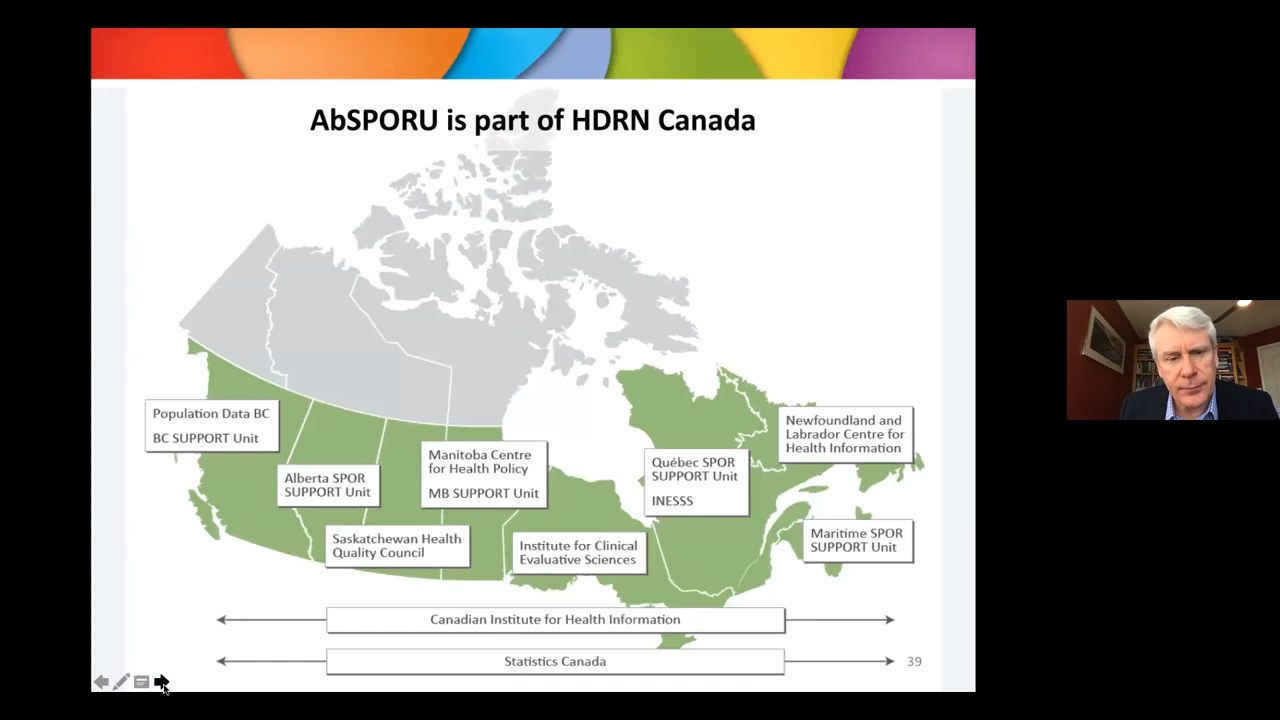 AbSPORU is part of HDRN Canada
Population Data BC
BC SUPPORT Unit
Alberta SPOR
SUPPORT Unit
Saskatchewan Health
Quality Council
Manitoba Centre
for Health Policy
MB SUPPORT Unit
Institute for Clinical
Evaluative Sciences
Québec SPOR
SUPPORT Unit
INESSS
Newfoundland and
Labrador Centre for
Health Information
Maritime SPOR
SUPPORT Unit
Canadian Institute for Health Information
Statistics Canada
39